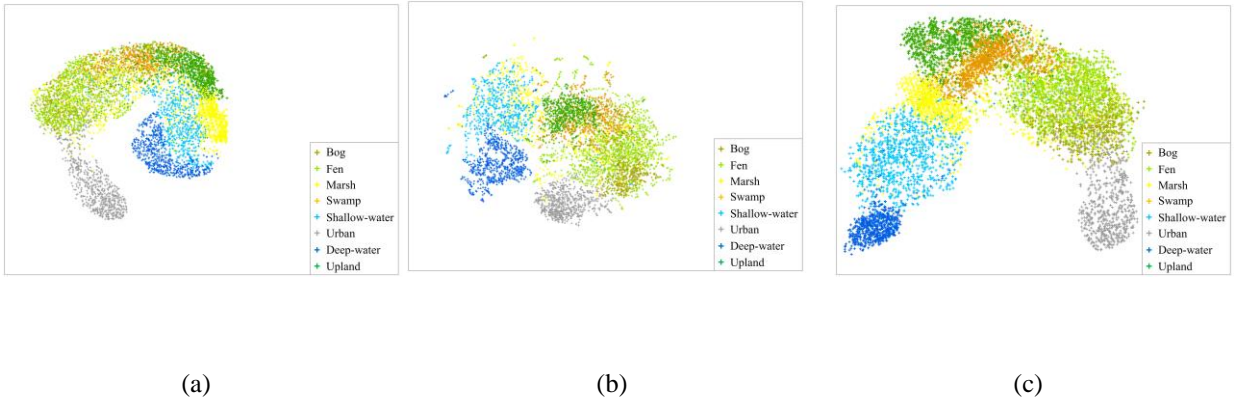 Bog
Fen
Marsh
Swamp
Shallow-water
Urban
Deep-water
Upland
Bog
Fen
Marsh
Swamp
Shallow-water
Urban
Deep-water
Upland
Bog
Fen
Marsh
Swamp
Shallow-water
Urban
Deep-water
Upland
(a)
(b)
(c)